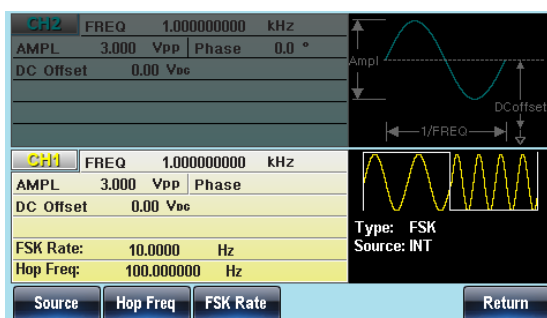 CH2 FREQ 1.000000000 kHz
AMPL 3.000 Vpp Phase 0.0 °
DC Offset 0.00 VDC
Ampl
DCoffset
1/FREQ
CH1 FREQ 1.000000000 kHz
AMPL 3.000 Vpp Phase
DC Offset 0.00 VDC
FSK Rate: 10.0000 Hz
Hop Freq: 100.000000 Hz
Type: FSK
Source: INT
Source Hop Freq FSK Rate Return